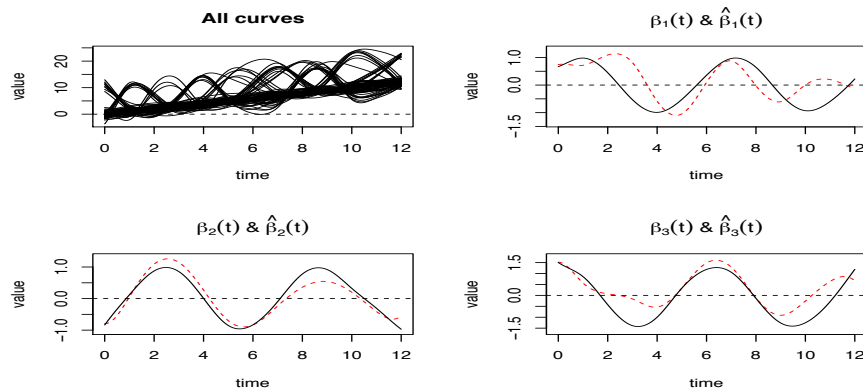 All curves
value
0 10 20
0 2 4 6 8 10 12
time
β₁(t) & β̂₁(t)
value
−1.5 0.0 1.0
0 2 4 6 8 10 12
time
β₂(t) & β̂₂(t)
value
−1.0 0.0 1.0
0 2 4 6 8 10 12
time
β₃(t) & β̂₃(t)
value
−1.5 0.0 1.5
0 2 4 6 8 10 12
time